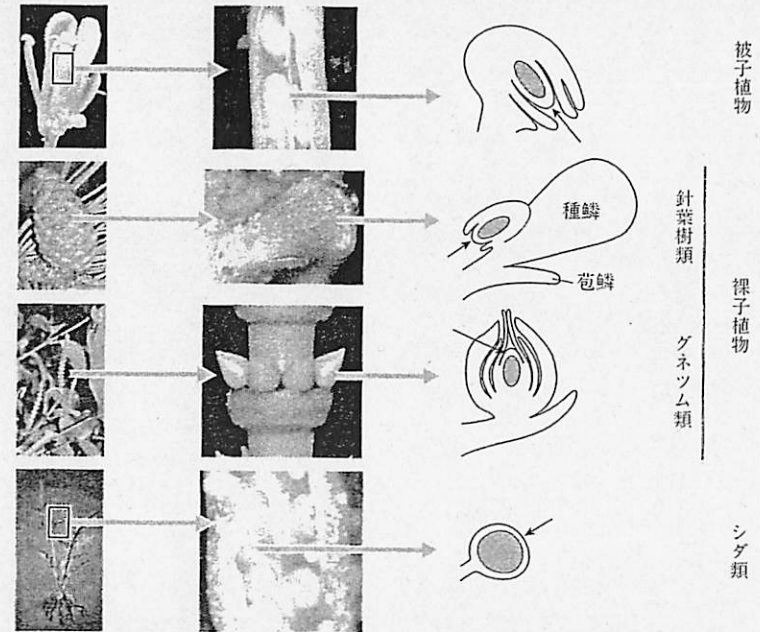 被子植物
針葉樹類
種鱗
苞鱗
裸子植物
グネツム類
シダ類